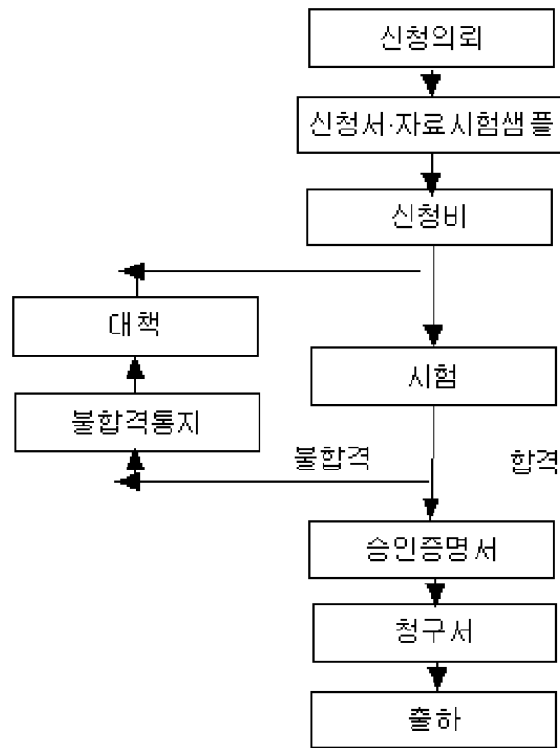 신청의뢰
신청서·자료시험샘플
신청비
대책
시험
불합격통지
불합격
합격
승인증명서
청구서
출하